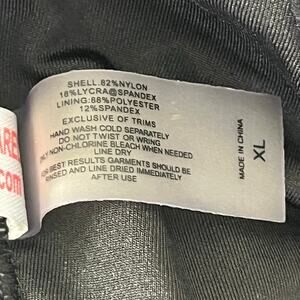 SHELL:82%NYLON
18%LYCRA@SPANDEX
LINING:88%POLYESTER
12%SPANDEX
EXCLUSIVE OF TRIMS
HAND WASH COLD SEPARATELY
DO NOT TWIST OR WRING
ONLY NON-CHLORINE BLEACH WHEN NEEDED
LINE DRY
FOR BEST RESULTS GARMENTS SHOULD BE
RINSED AND LINE DRIED IMMEDIATELY
AFTER USE
MADE IN CHINA
XL
.com